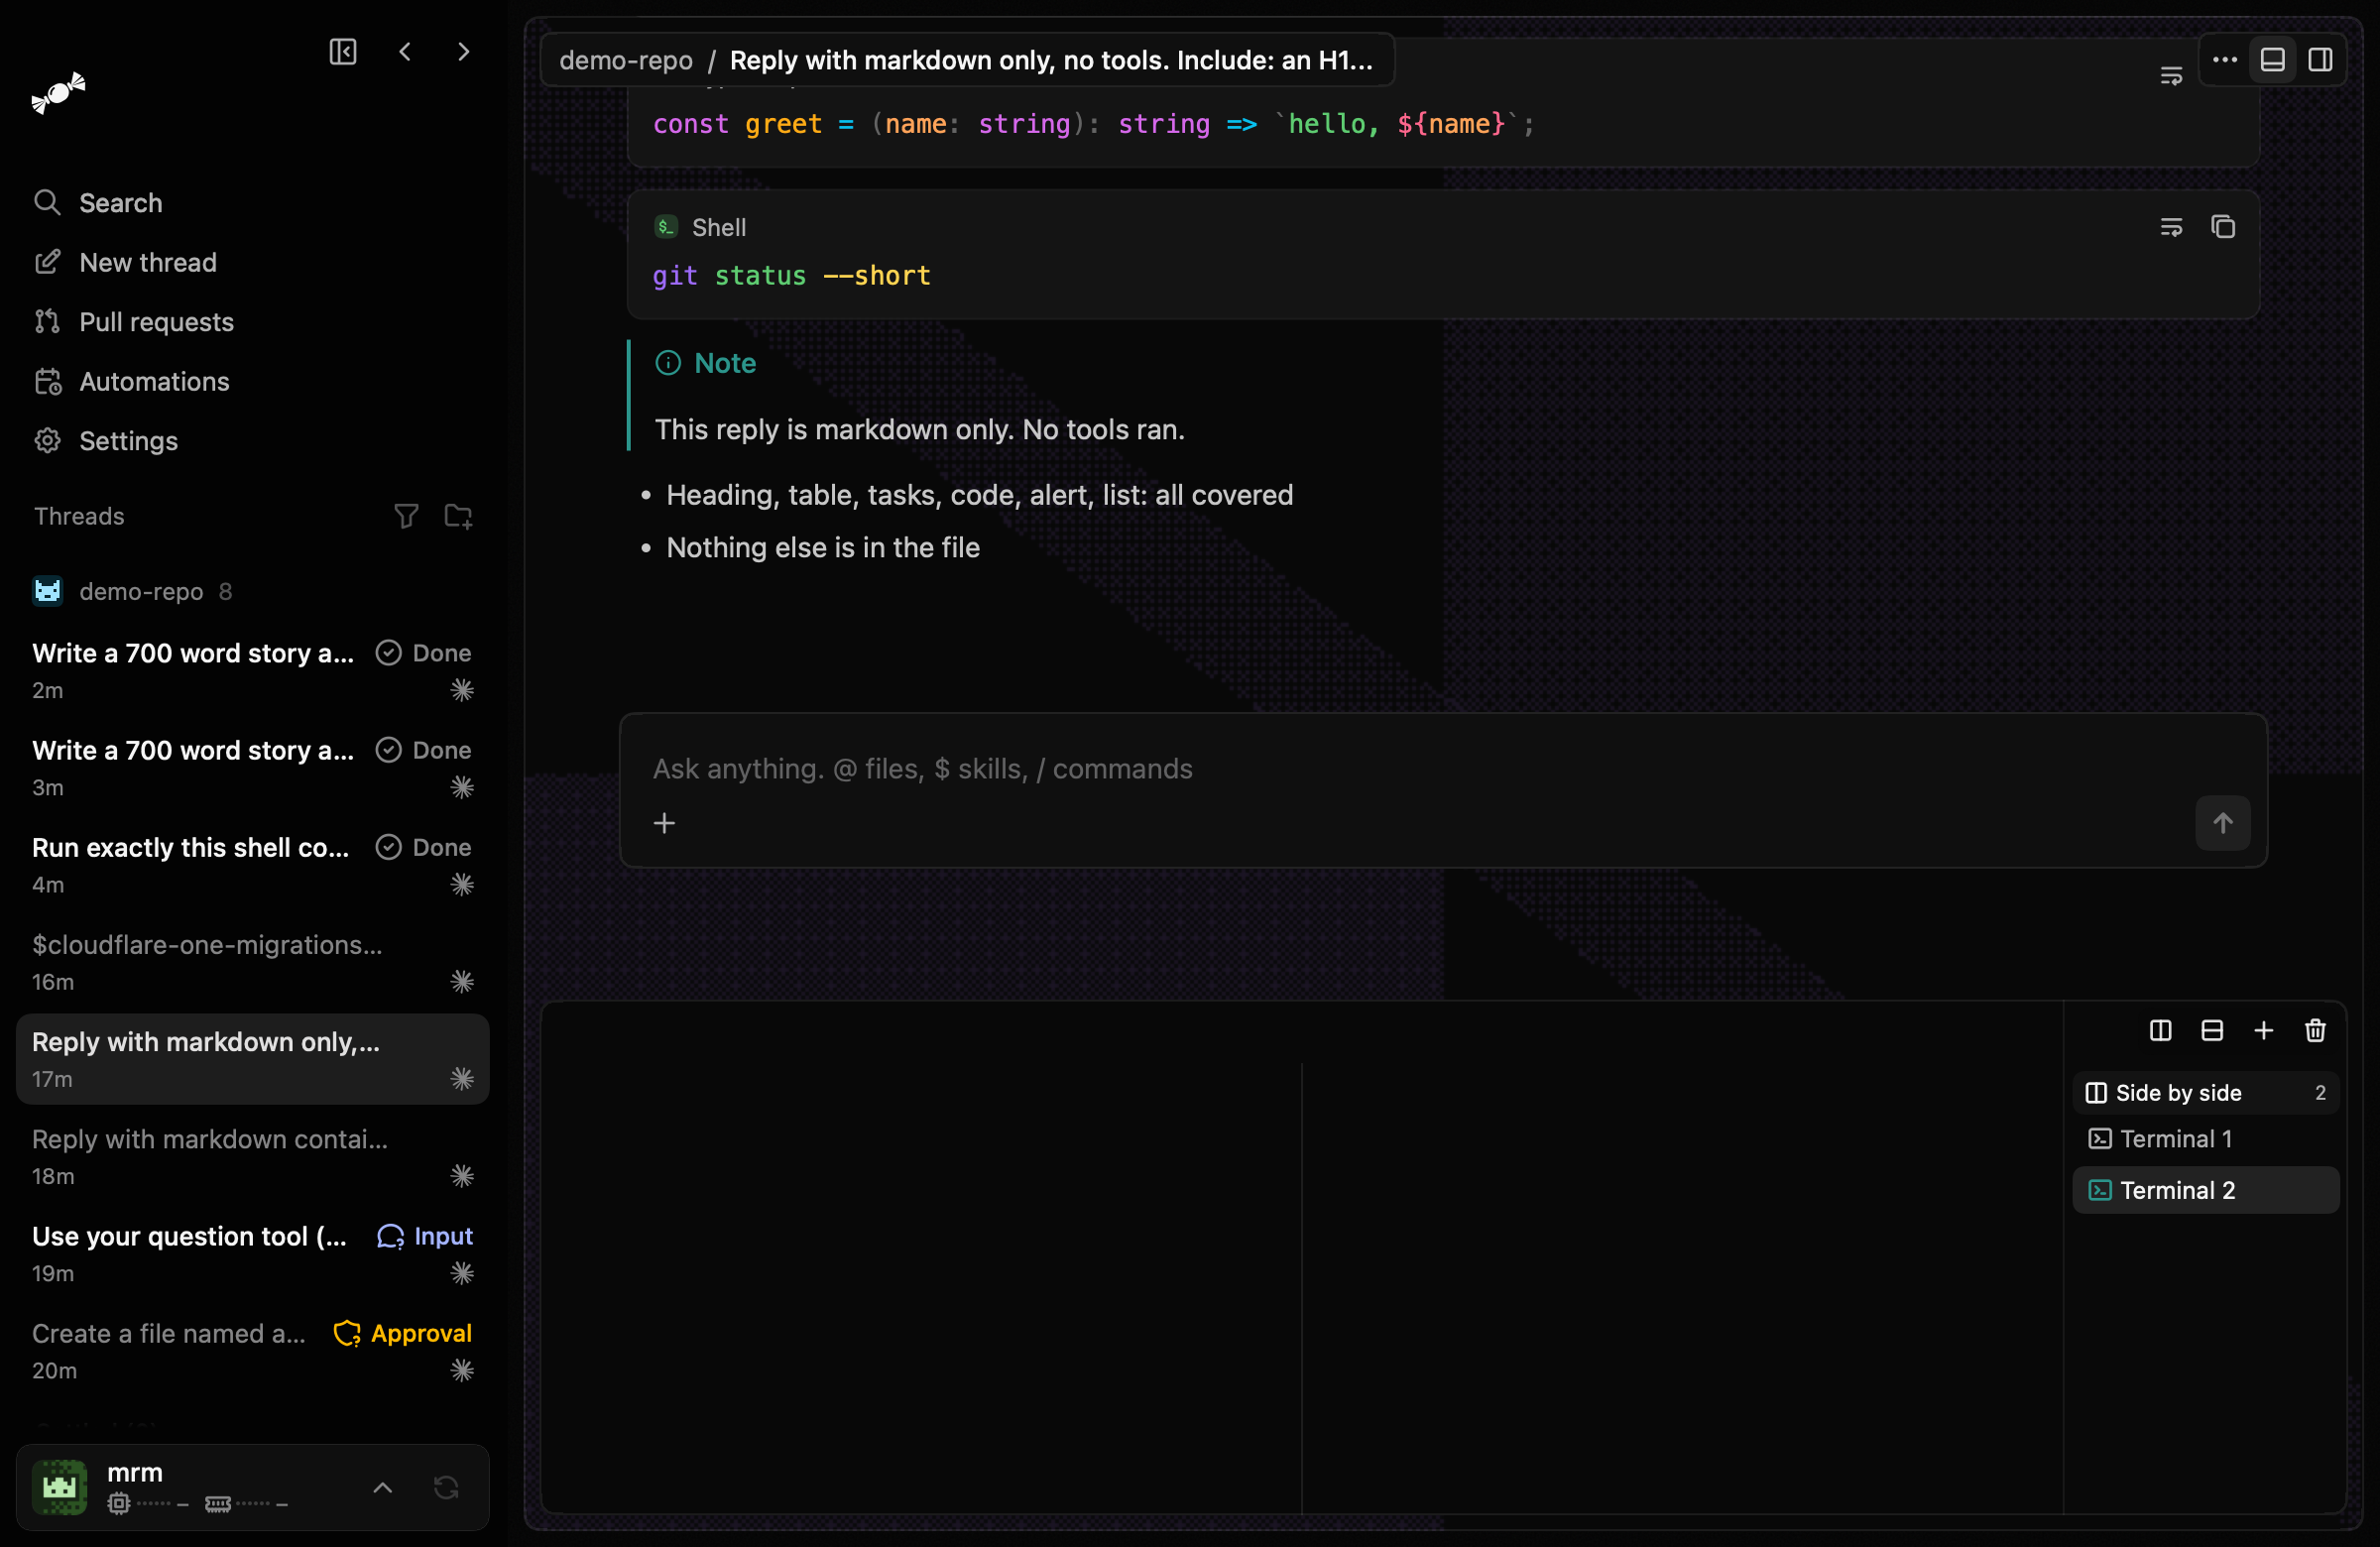 demo-repo / Reply with markdown only, no tools. Include: an H1...
const greet = (name: string): string => `hello, ${name}`;
Shell
git status --short
Note
This reply is markdown only. No tools ran.
• Heading, table, tasks, code, alert, list: all covered
• Nothing else is in the file
Ask anything. @ files, $ skills, / commands
Search
New thread
Pull requests
Automations
Settings
Threads
demo-repo 8
Write a 700 word story a... Done
2m
Write a 700 word story a... Done
3m
Run exactly this shell co... Done
4m
$cloudflare-one-migrations...
16m
Reply with markdown only,...
17m
Reply with markdown contai...
18m
Use your question tool (... Input
19m
Create a file named a... Approval
20m
mrm
Side by side 2
Terminal 1
Terminal 2